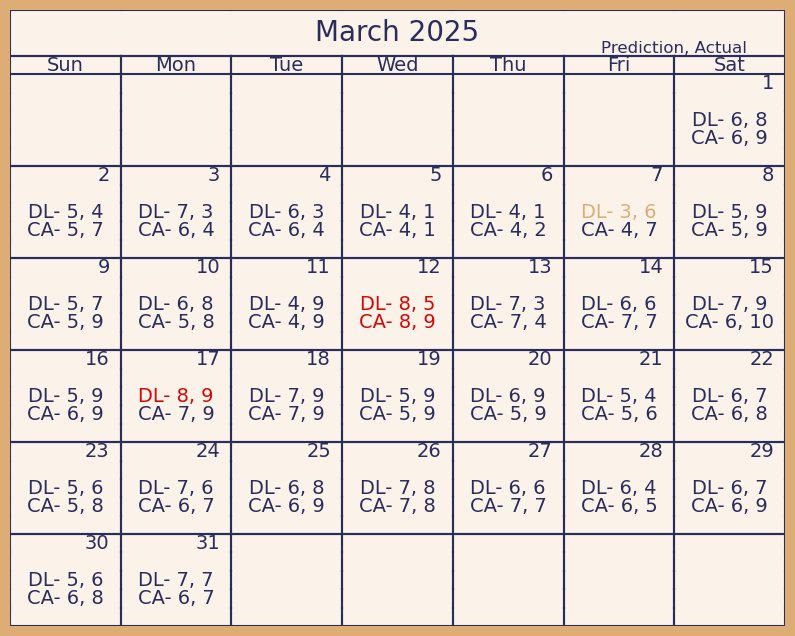 March 2025
Prediction, Actual
Sun Mon Tue Wed Thu Fri Sat
1
DL- 6, 8
CA- 6, 9
2 3 4 5 6 7 8
DL- 5, 4 DL- 7, 3 DL- 6, 3 DL- 4, 1 DL- 4, 1 DL- 3, 6 DL- 5, 9
CA- 5, 7 CA- 6, 4 CA- 6, 4 CA- 4, 1 CA- 4, 2 CA- 4, 7 CA- 5, 9
9 10 11 12 13 14 15
DL- 5, 7 DL- 6, 8 DL- 4, 9 DL- 8, 5 DL- 7, 3 DL- 6, 6 DL- 7, 9
CA- 5, 9 CA- 5, 8 CA- 4, 9 CA- 8, 9 CA- 7, 4 CA- 7, 7 CA- 6, 10
16 17 18 19 20 21 22
DL- 5, 9 DL- 8, 9 DL- 7, 9 DL- 5, 9 DL- 6, 9 DL- 5, 4 DL- 6, 7
CA- 6, 9 CA- 7, 9 CA- 7, 9 CA- 5, 9 CA- 5, 9 CA- 5, 6 CA- 6, 8
23 24 25 26 27 28 29
DL- 5, 6 DL- 7, 6 DL- 6, 8 DL- 7, 8 DL- 6, 6 DL- 6, 4 DL- 6, 7
CA- 5, 8 CA- 6, 7 CA- 6, 9 CA- 7, 8 CA- 7, 7 CA- 6, 5 CA- 6, 9
30 31
DL- 5, 6 DL- 7, 7
CA- 6, 8 CA- 6, 7